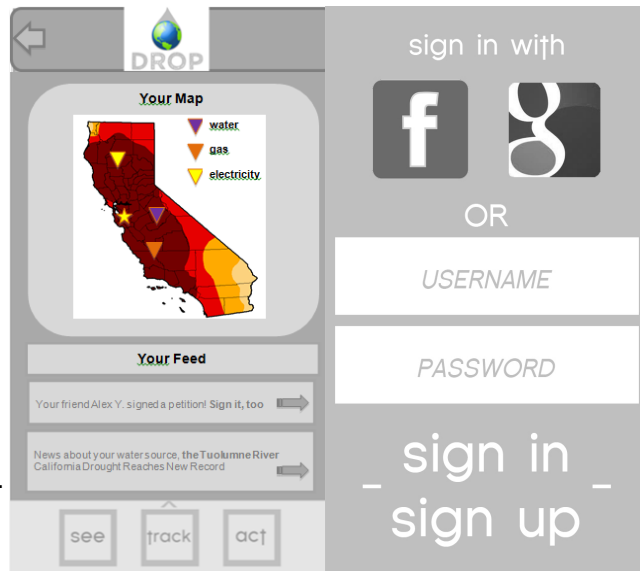 DROP
Your Map
water
gas
electricity
Your Feed
Your friend Alex Y. signed a petition! Sign it, too
News about your water source, the Tuolumne River
California Drought Reaches New Record
see
track
act
sign in with
f
g
OR
USERNAME
PASSWORD
_ sign in _
sign up